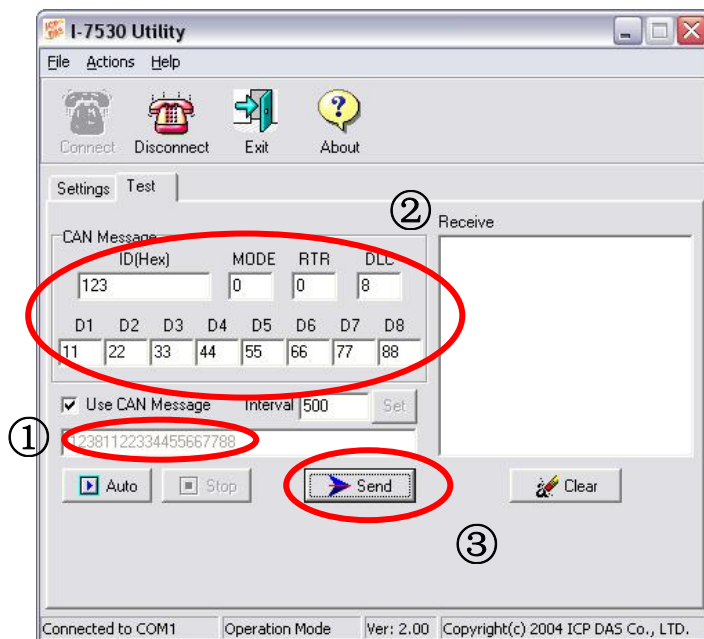 I-7530 Utility
File Actions Help
Connect Disconnect Exit About
Settings Test
②
Receive
CAN Message
ID(Hex) MODE RTR DLC
123 0 0 8
D1 D2 D3 D4 D5 D6 D7 D8
11 22 33 44 55 66 77 88
Use CAN Message Interval 500 Set
①
12381122334455667788
Auto Stop Send Clear
③
Connected to COM1 Operation Mode Ver: 2.00 Copyright(c) 2004 ICP DAS Co., LTD.